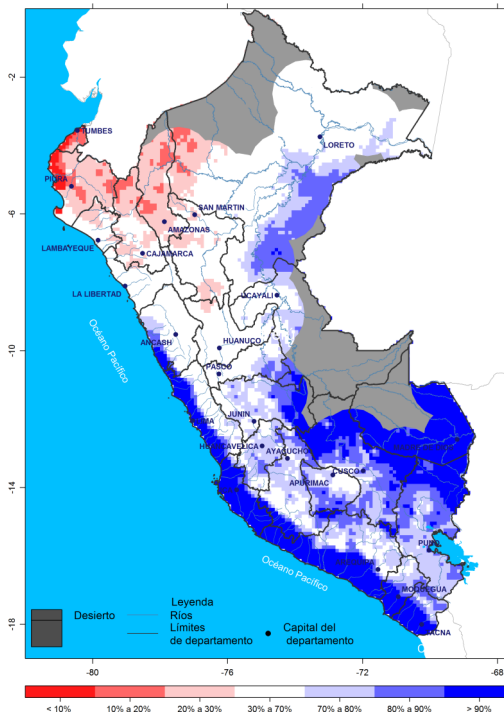 -2
-6
-10
-14
-18
TUMBES
PIURA
LORETO
SAN MARTIN
AMAZONAS
LAMBAYEQUE
CAJAMARCA
LA LIBERTAD
UCAYALI
Océano Pacífico
ANCASH
HUANUCO
PASCO
JUNIN
HUANCAVELICA
AYACUCHO
CUSCO
APURIMAC
PUNO
Océano Pacífico
MOQUEGUA
TACNA
Leyenda
Desierto
Ríos
Límites
de departamento
Capital del
departamento
-80
-76
-72
-68
< 10%
10% a 20%
20% a 30%
30% a 70%
70% a 80%
80% a 90%
> 90%